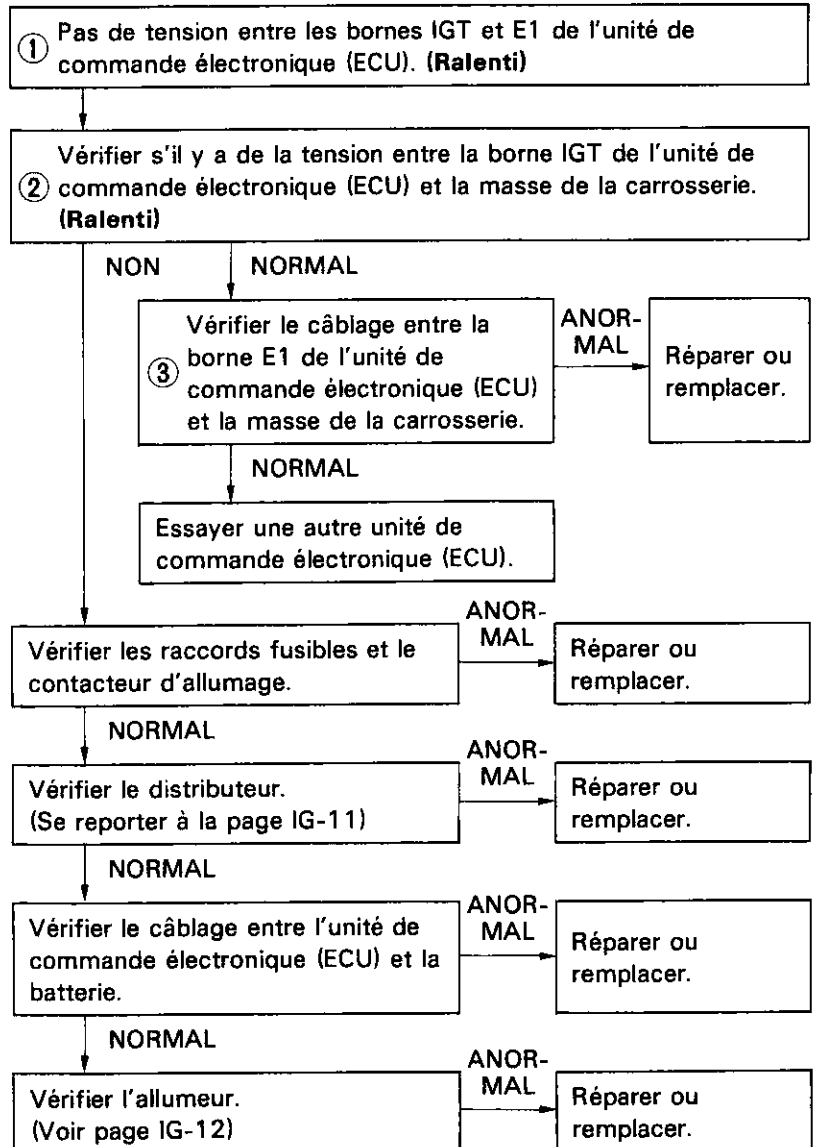 ① Pas de tension entre les bornes IGT et E1 de l'unité de
commande électronique (ECU). (Ralenti)
Vérifier s'il y a de la tension entre la borne IGT de l'unité de
② commande électronique (ECU) et la masse de la carrosserie.
(Ralenti)
NON
NORMAL
Vérifier le câblage entre la
③ borne E1 de l'unité de
commande électronique (ECU)
et la masse de la carrosserie.
ANOR-
MAL
Réparer ou
remplacer.
NORMAL
Essayer une autre unité de
commande électronique (ECU).
Vérifier les raccords fusibles et le
contacteur d'allumage.
ANOR-
MAL
Réparer ou
remplacer.
NORMAL
Vérifier le distributeur.
(Se reporter à la page IG-11)
ANOR-
MAL
Réparer ou
remplacer.
NORMAL
Vérifier le câblage entre l'unité de
commande électronique (ECU) et la
batterie.
ANOR-
MAL
Réparer ou
remplacer.
NORMAL
Vérifier l'allumeur.
(Voir page IG-12)
ANOR-
MAL
Réparer ou
remplacer.